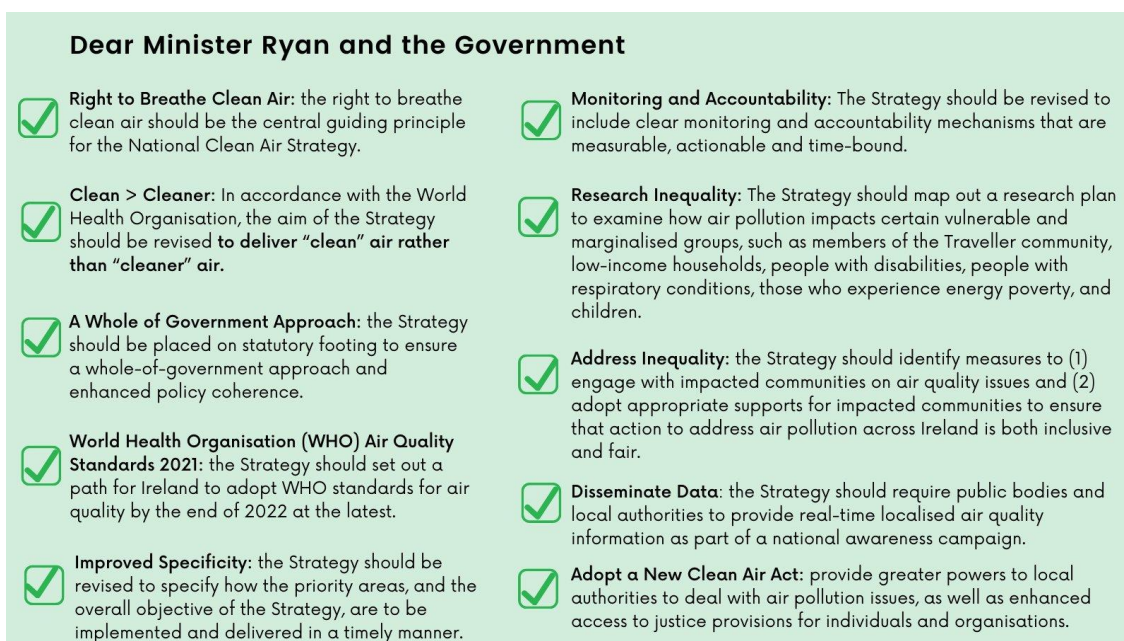 Dear Minister Ryan and the Government
Right to Breathe Clean Air: the right to breathe
clean air should be the central guiding principle
for the National Clean Air Strategy.
Clean > Cleaner: In accordance with the World
Health Organisation, the aim of the Strategy
should be revised to deliver “clean” air rather
than “cleaner” air.
A Whole of Government Approach: the Strategy
should be placed on statutory footing to ensure
a whole-of-government approach and
enhanced policy coherence.
World Health Organisation (WHO) Air Quality
Standards 2021: the Strategy should set out a
path for Ireland to adopt WHO standards for air
quality by the end of 2022 at the latest.
Improved Specificity: the Strategy should be
revised to specify how the priority areas, and the
overall objective of the Strategy, are to be
implemented and delivered in a timely manner.
Monitoring and Accountability: The Strategy should be revised to
include clear monitoring and accountability mechanisms that are
measurable, actionable and time-bound.
Research Inequality: The Strategy should map out a research plan
to examine how air pollution impacts certain vulnerable and
marginalised groups, such as members of the Traveller community,
low-income households, people with disabilities, people with
respiratory conditions, those who experience energy poverty, and
children.
Address Inequality: the Strategy should identify measures to (1)
engage with impacted communities on air quality issues and (2)
adopt appropriate supports for impacted communities to ensure
that action to address air pollution across Ireland is both inclusive
and fair.
Disseminate Data: the Strategy should require public bodies and
local authorities to provide real-time localised air quality
information as part of a national awareness campaign.
Adopt a New Clean Air Act: provide greater powers to local
authorities to deal with air pollution issues, as well as enhanced
access to justice provisions for individuals and organisations.